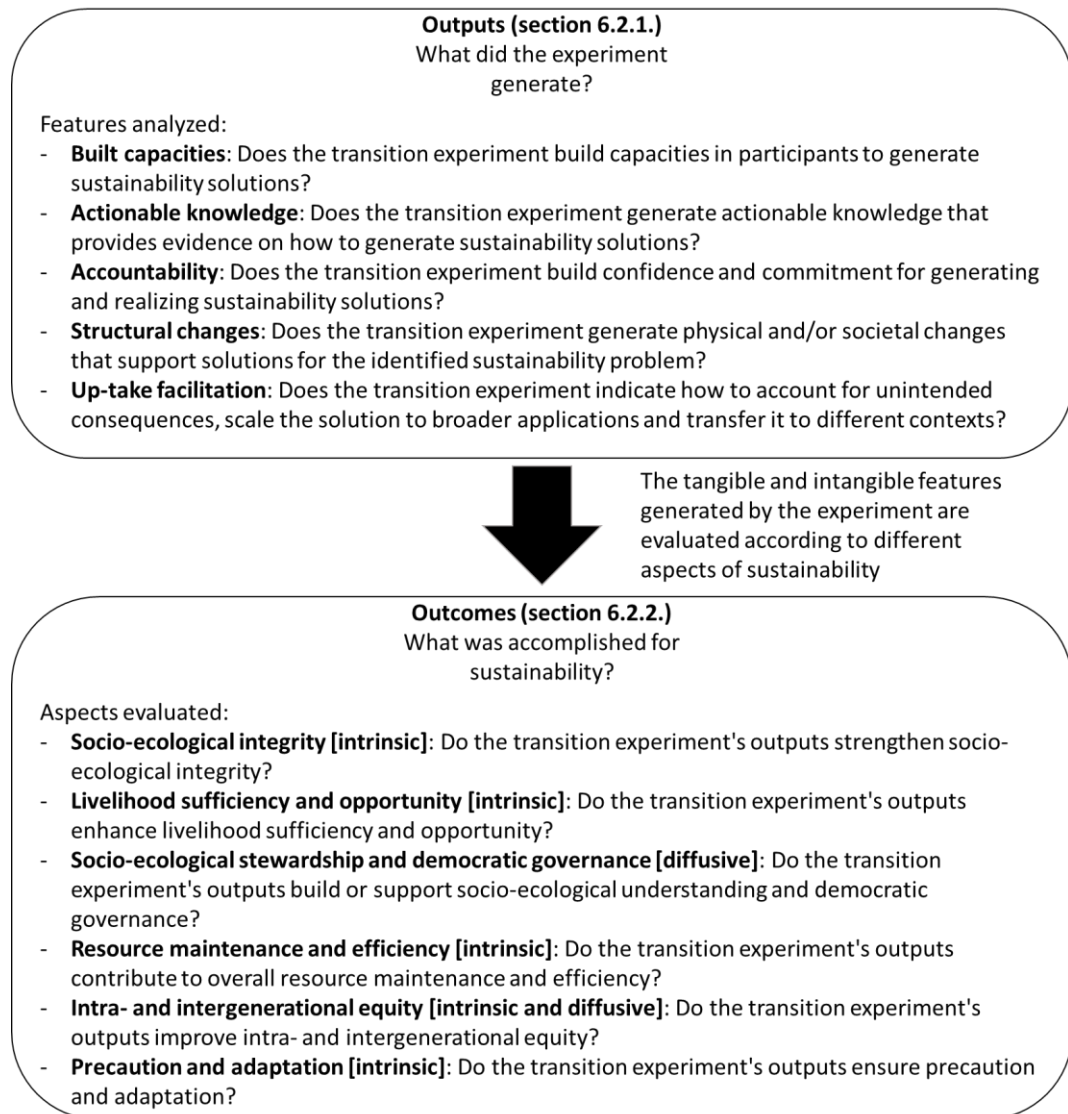 Outputs (section 6.2.1.)
What did the experiment
generate?
Features analyzed:
- Built capacities: Does the transition experiment build capacities in participants to generate
sustainability solutions?
- Actionable knowledge: Does the transition experiment generate actionable knowledge that
provides evidence on how to generate sustainability solutions?
- Accountability: Does the transition experiment build confidence and commitment for generating
and realizing sustainability solutions?
- Structural changes: Does the transition experiment generate physical and/or societal changes
that support solutions for the identified sustainability problem?
- Up-take facilitation: Does the transition experiment indicate how to account for unintended
consequences, scale the solution to broader applications and transfer it to different contexts?
The tangible and intangible features
generated by the experiment are
evaluated according to different
aspects of sustainability
Outcomes (section 6.2.2.)
What was accomplished for
sustainability?
Aspects evaluated:
- Socio-ecological integrity [intrinsic]: Do the transition experiment's outputs strengthen socio-
ecological integrity?
- Livelihood sufficiency and opportunity [intrinsic]: Do the transition experiment's outputs
enhance livelihood sufficiency and opportunity?
- Socio-ecological stewardship and democratic governance [diffusive]: Do the transition
experiment's outputs build or support socio-ecological understanding and democratic
governance?
- Resource maintenance and efficiency [intrinsic]: Do the transition experiment's outputs
contribute to overall resource maintenance and efficiency?
- Intra- and intergenerational equity [intrinsic and diffusive]: Do the transition experiment's
outputs improve intra- and intergenerational equity?
- Precaution and adaptation [intrinsic]: Do the transition experiment's outputs ensure precaution
and adaptation?